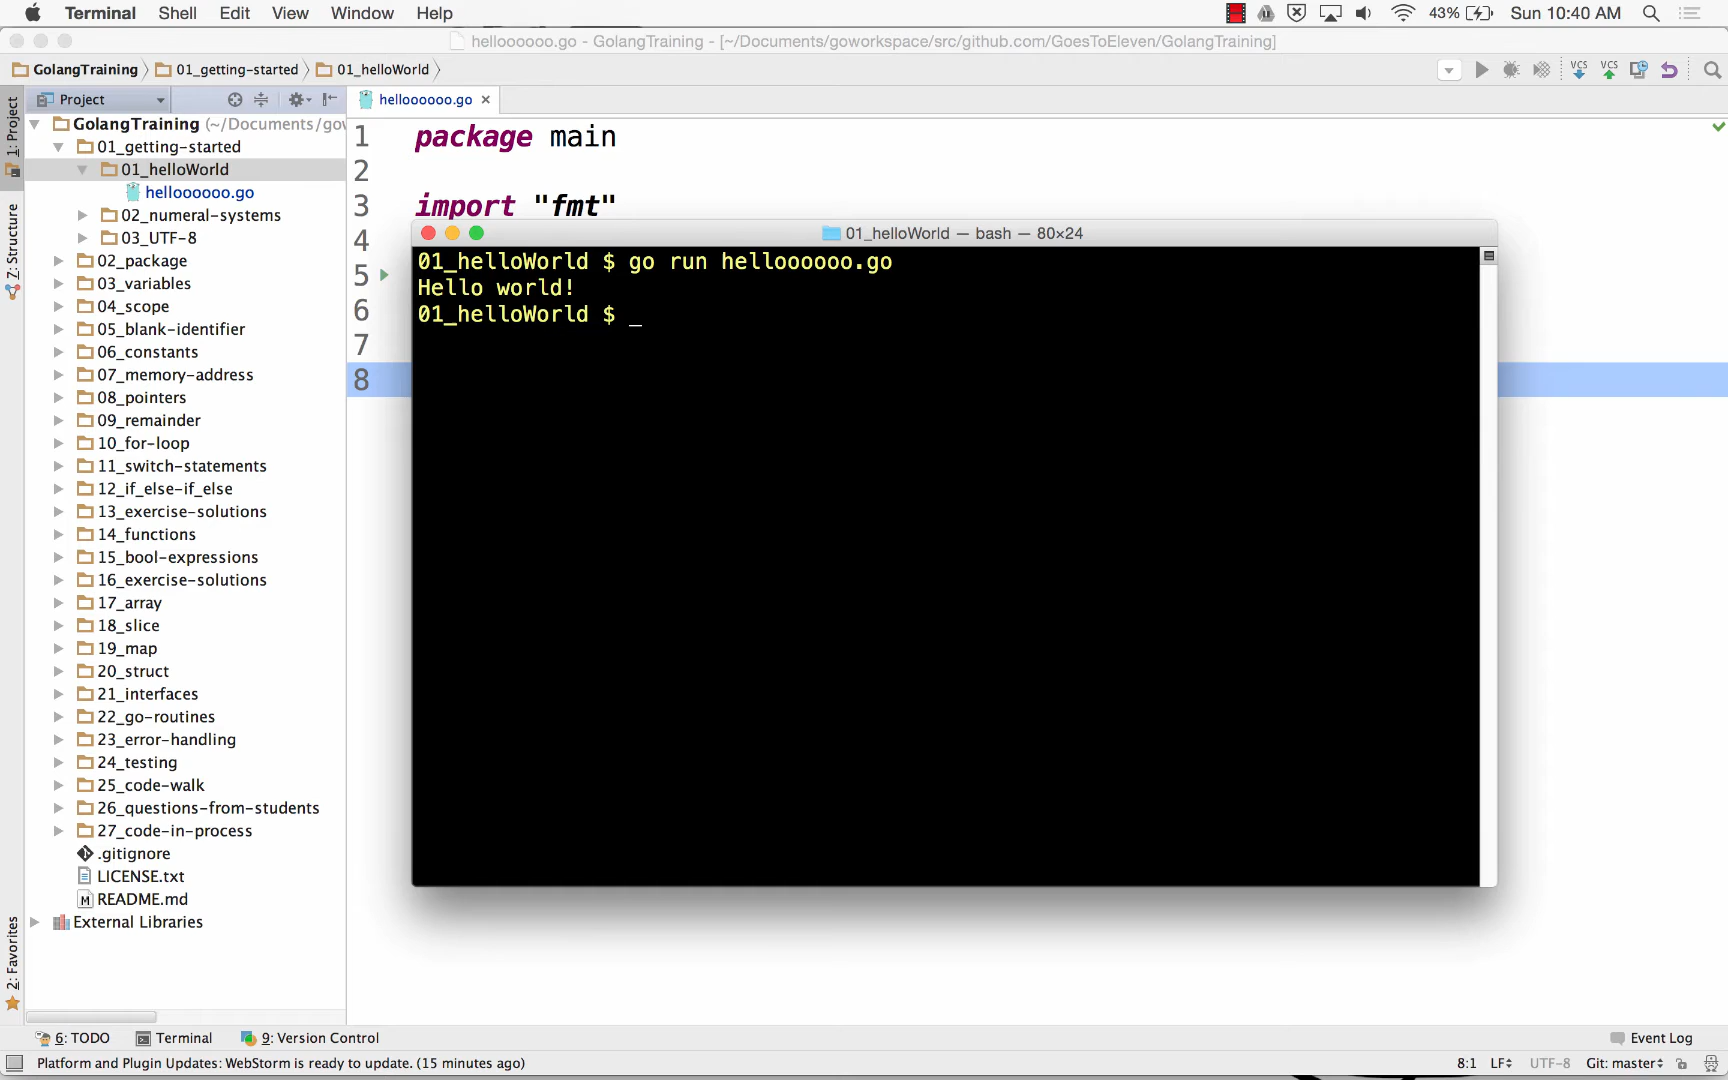 Terminal Shell Edit View Window Help 43% Sun 10:40 AM
helloooooo.go - GolangTraining - [~/Documents/goworkspace/src/github.com/GoesToEleven/GolangTraining]
GolangTraining 01_getting-started 01_helloWorld
VCS VCS
Project
helloooooo.go
1: Project
Z: Structure
2: Favorites
GolangTraining (~/Documents/gov
01_getting-started
01_helloWorld
helloooooo.go
02_numeral-systems
03_UTF-8
02_package
03_variables
04_scope
05_blank-identifier
06_constants
07_memory-address
08_pointers
09_remainder
10_for-loop
11_switch-statements
12_if_else-if_else
13_exercise-solutions
14_functions
15_bool-expressions
16_exercise-solutions
17_array
18_slice
19_map
20_struct
21_interfaces
22_go-routines
23_error-handling
24_testing
25_code-walk
26_questions-from-students
27_code-in-process
.gitignore
LICENSE.txt
README.md
External Libraries
1 package main
2
3 import "fmt"
4
5
6
7
8
01_helloWorld — bash — 80×24
01_helloWorld $ go run helloooooo.go
Hello world!
01_helloWorld $ _
6: TODO Terminal 9: Version Control Event Log
Platform and Plugin Updates: WebStorm is ready to update. (15 minutes ago) 8:1 LF UTF-8 Git: master